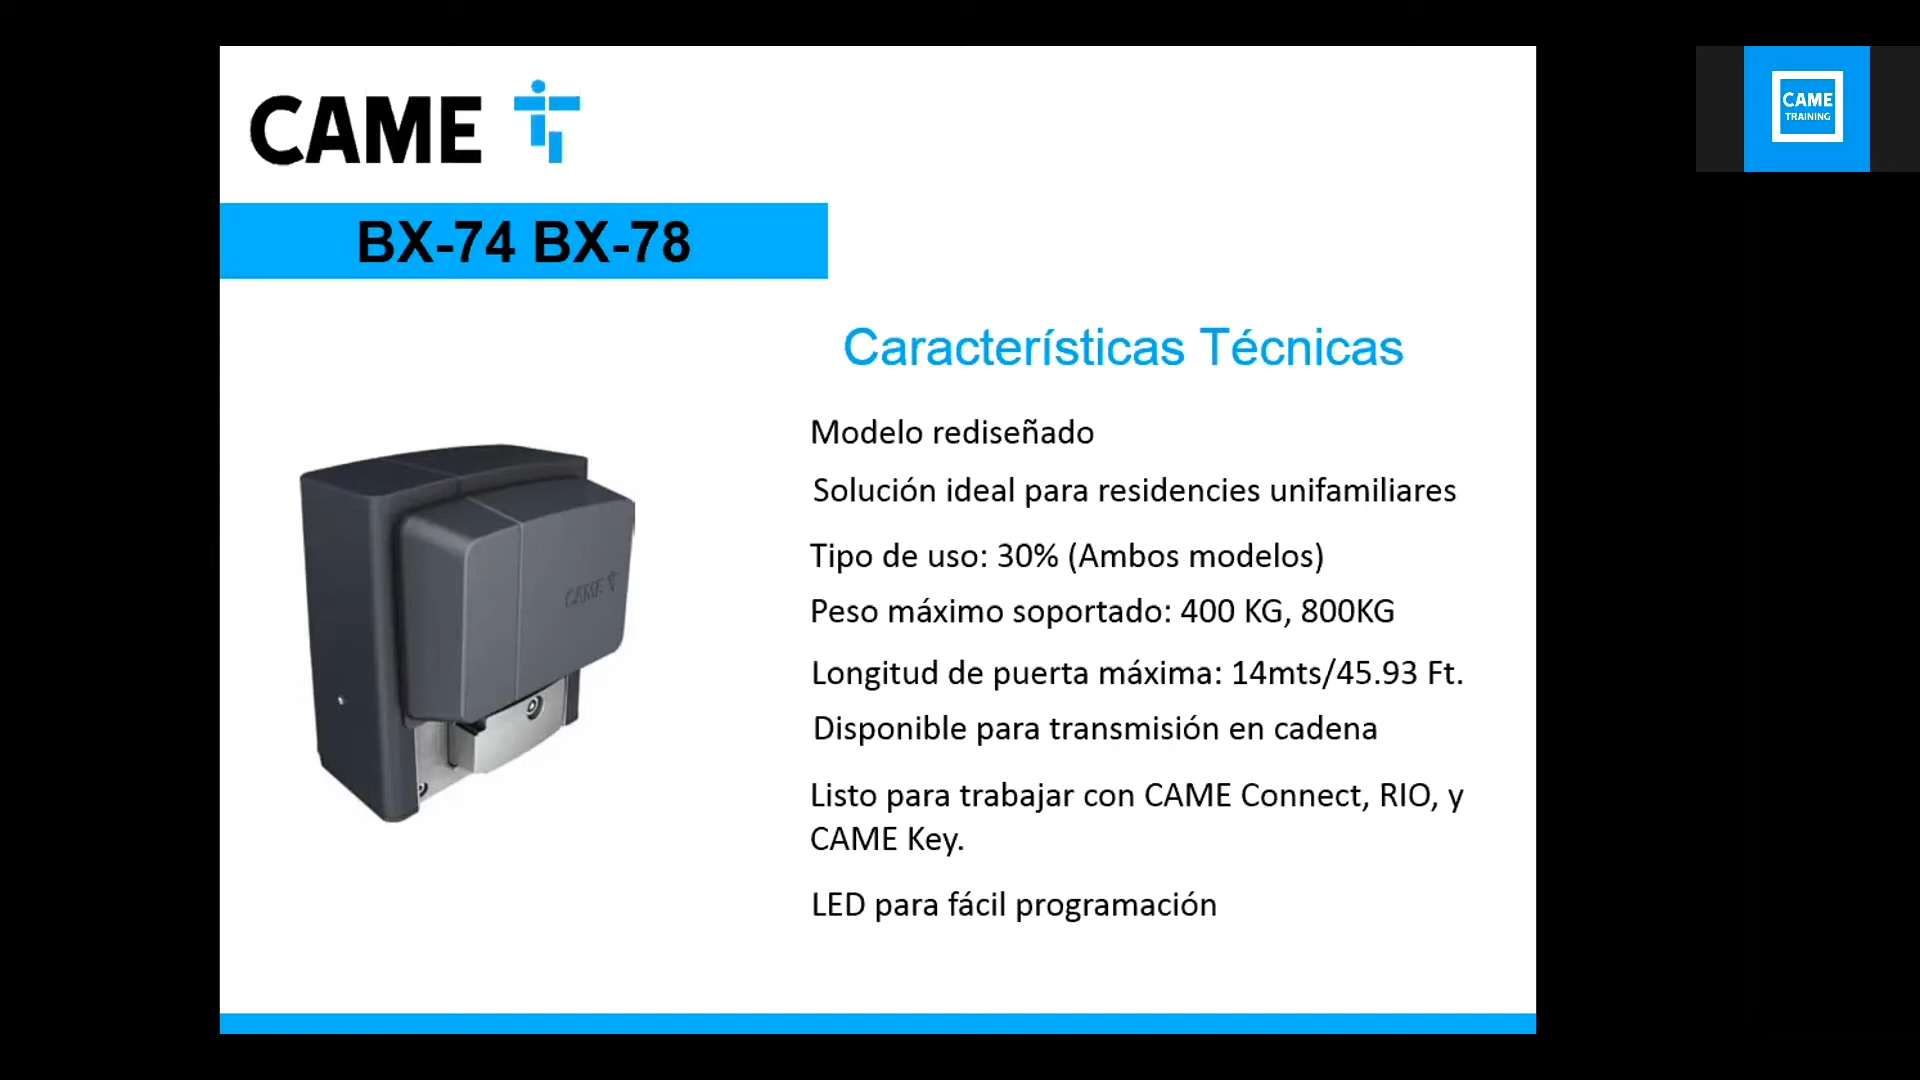 CAME
CAME
TRAINING
BX-74 BX-78
Características Técnicas
Modelo rediseñado
Solución ideal para residencies unifamiliares
Tipo de uso: 30% (Ambos modelos)
CAME
Peso máximo soportado: 400 KG, 800KG
Longitud de puerta máxima: 14mts/45.93 Ft.
Disponible para transmisión en cadena
Listo para trabajar con CAME Connect, RIO, y
CAME Key.
LED para fácil programación